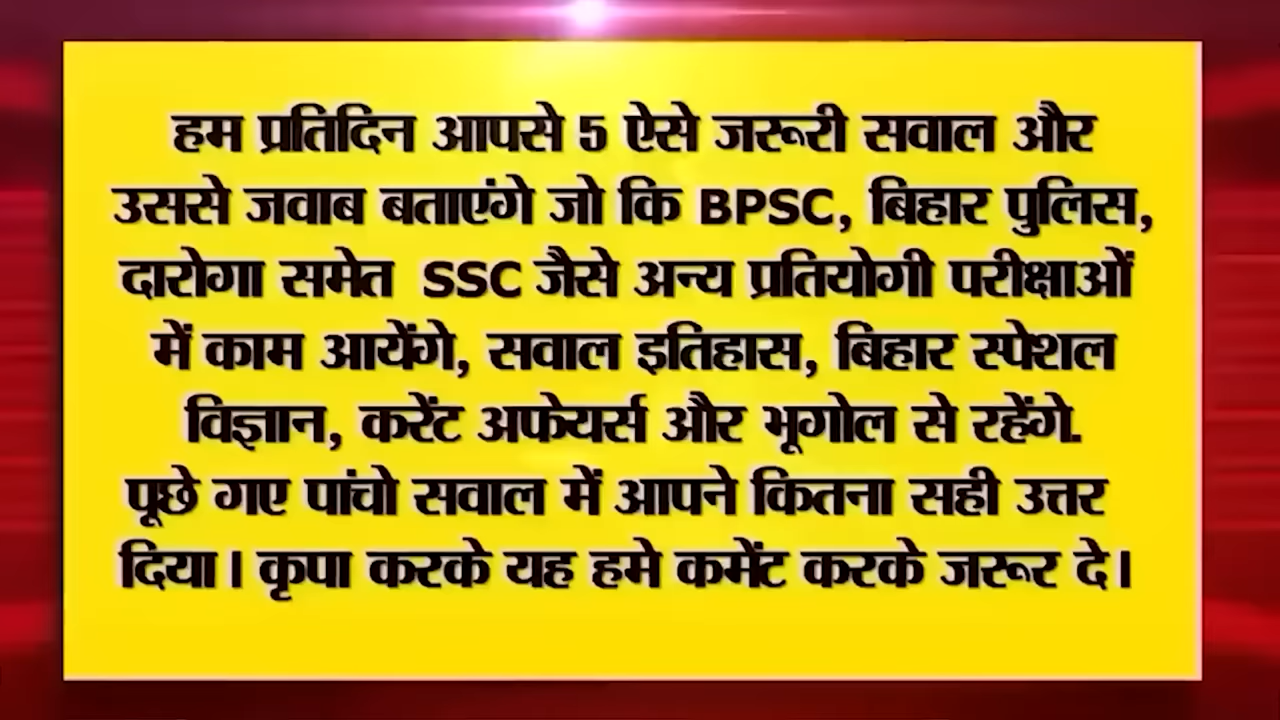 हम प्रतिदिन आपसे 5 ऐसे जरूरी सवाल और
उससे जवाब बताएंगे जो कि BPSC, बिहार पुलिस,
दारोगा समेत SSC जैसे अन्य प्रतियोगी परीक्षाओं
में काम आयेंगे, सवाल इतिहास, बिहार स्पेशल
विज्ञान, करेंट अफेयर्स और भूगोल से रहेंगे.
पूछे गए पांचो सवाल में आपने कितना सही उत्तर
दिया। कृपा करके यह हमे कमेंट करके जरूर दे।